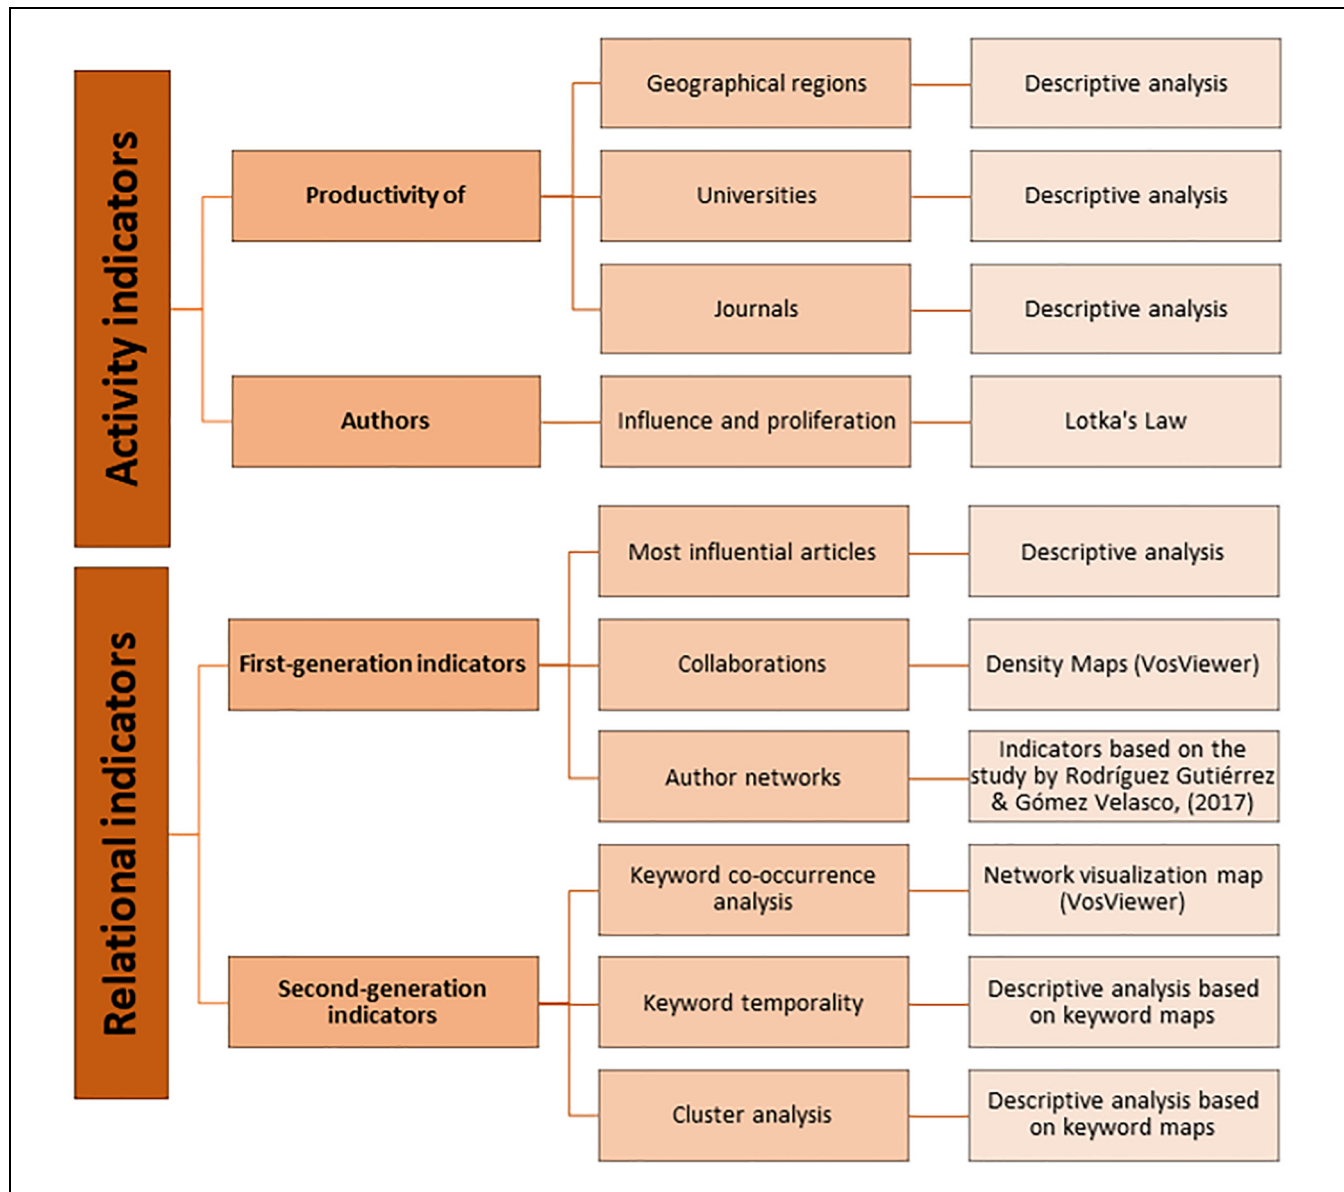 Activity indicators
Productivity of
Geographical regions
Descriptive analysis
Universities
Descriptive analysis
Journals
Descriptive analysis
Authors
Influence and proliferation
Lotka's Law
Relational indicators
First-generation indicators
Most influential articles
Descriptive analysis
Collaborations
Density Maps (VosViewer)
Author networks
Indicators based on the
study by Rodríguez Gutiérrez
& Gómez Velasco, (2017)
Second-generation
indicators
Keyword co-occurrence
analysis
Network visualization map
(VosViewer)
Keyword temporality
Descriptive analysis based
on keyword maps
Cluster analysis
Descriptive analysis based
on keyword maps